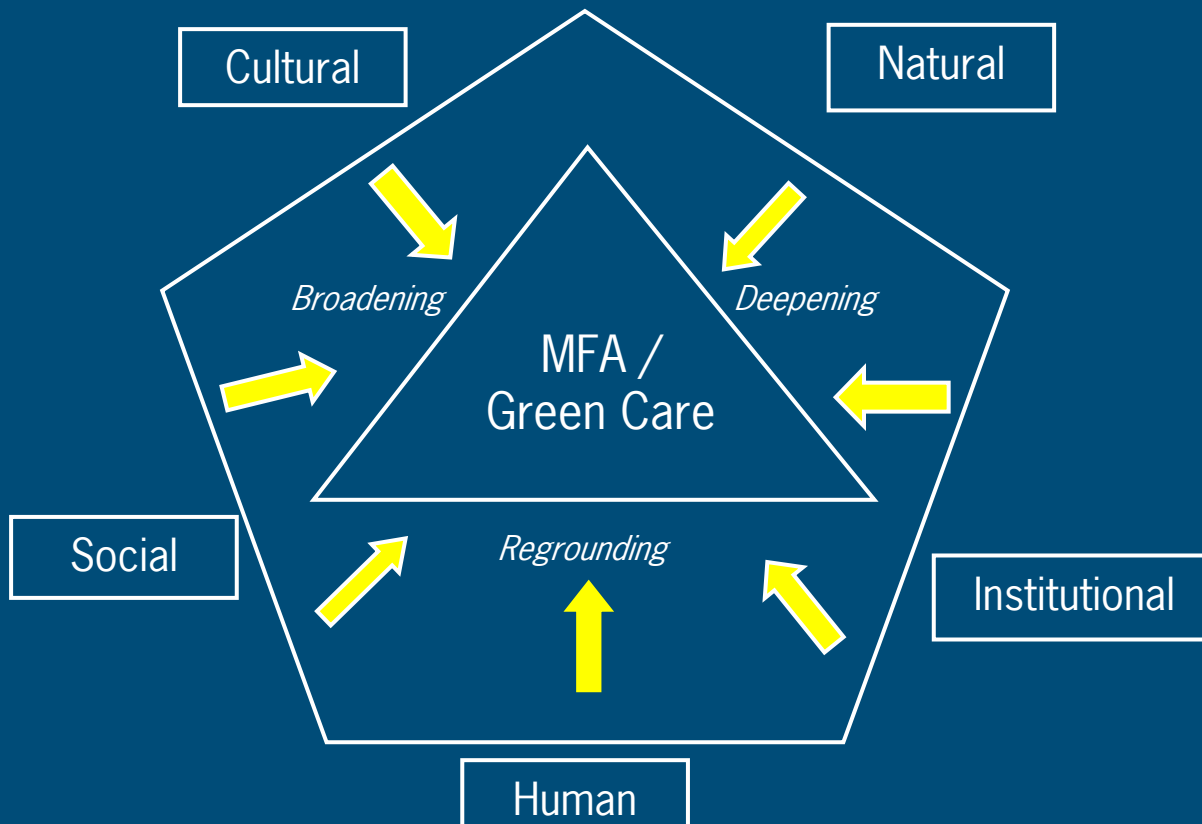 Cultural
Natural
Broadening
Deepening
MFA /
Green Care
Social
Regrounding
Institutional
Human